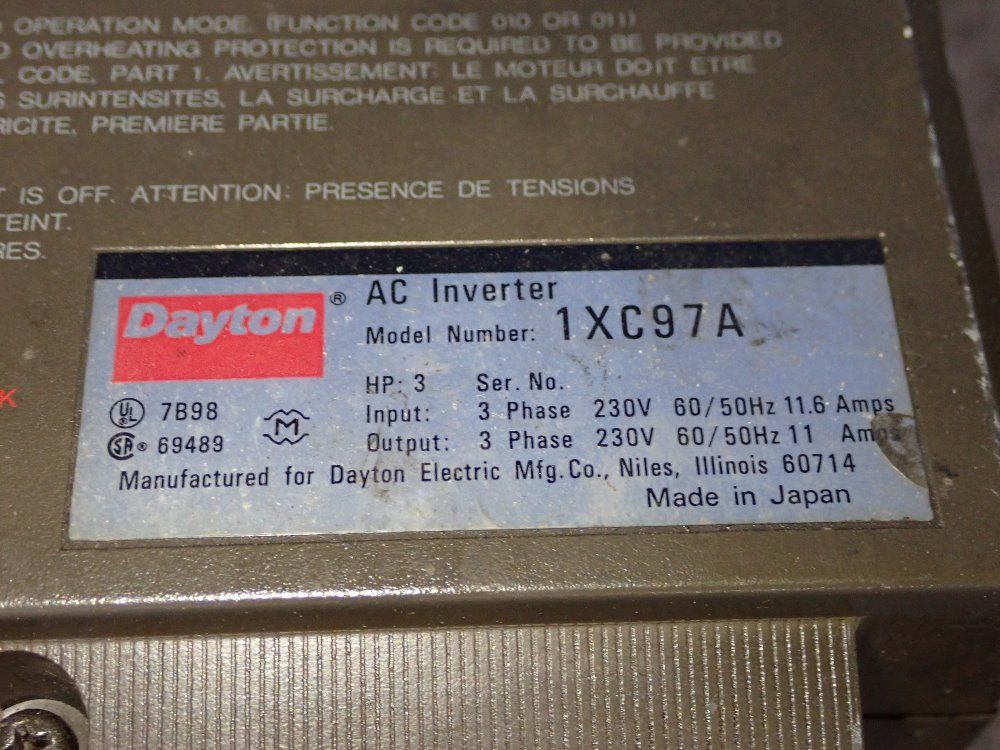 OPERATION MODE. (FUNCTION CODE 010 OR 011)
OVERHEATING PROTECTION IS REQUIRED TO BE PROVIDED
CODE, PART 1. AVERTISSEMENT: LE MOTEUR DOIT ETRE
SURINTENSITES, LA SURCHARGE ET LA SURCHAUFFE
RICITE, PREMIERE PARTIE.
IS OFF. ATTENTION: PRESENCE DE TENSIONS
TEINT.
RES.
K
Dayton ® AC Inverter
Model Number: 1XC97A
HP: 3 Ser. No.
UL 7B98 M Input: 3 Phase 230V 60/50Hz 11.6 Amps
SA ® 69489 Output: 3 Phase 230V 60/50Hz 11 Amps
Manufactured for Dayton Electric Mfg. Co., Niles, Illinois 60714
Made in Japan